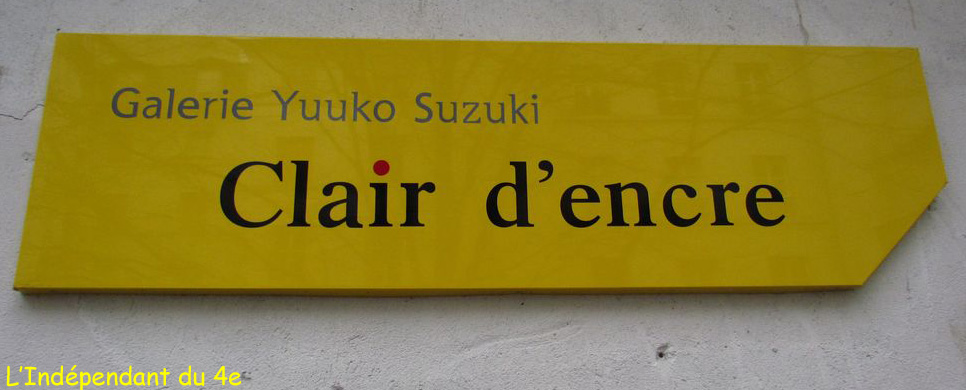 Galerie Yuuko Suzuki
Clair d'encre
L'Indépendant du 4e